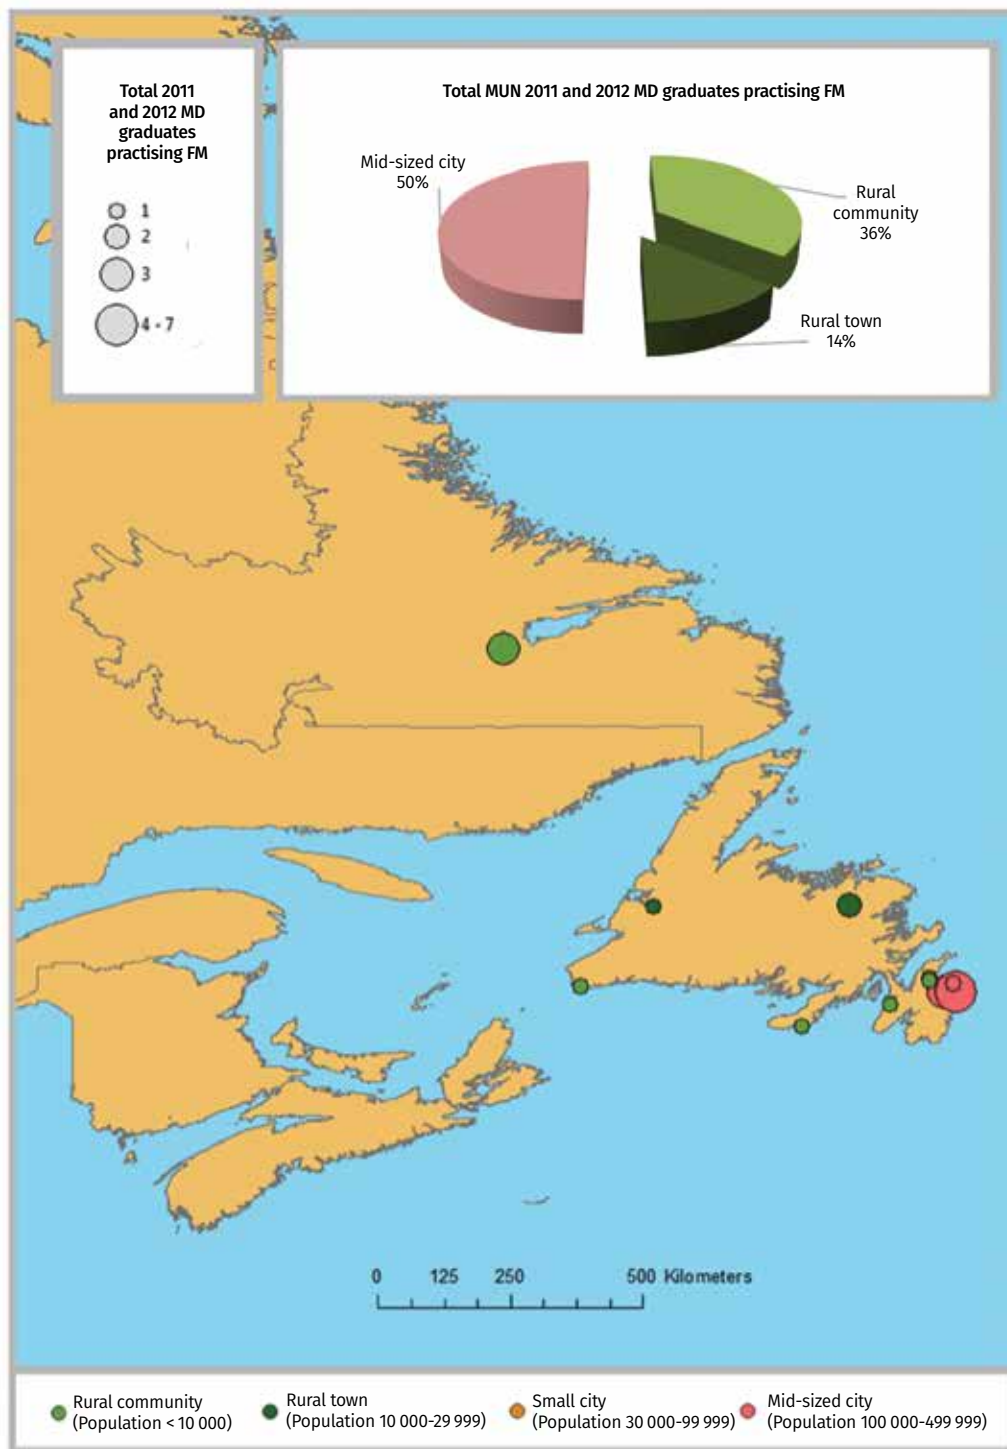 Total 2011
and 2012 MD
graduates
practising FM
1
2
3
4 - 7
Total MUN 2011 and 2012 MD graduates practising FM
Mid-sized city
50%
Rural
community
36%
Rural town
14%
0 125 250 500 Kilometers
Rural community
(Population < 10 000)
Rural town
(Population 10 000-29 999)
Small city
(Population 30 000-99 999)
Mid-sized city
(Population 100 000-499 999)